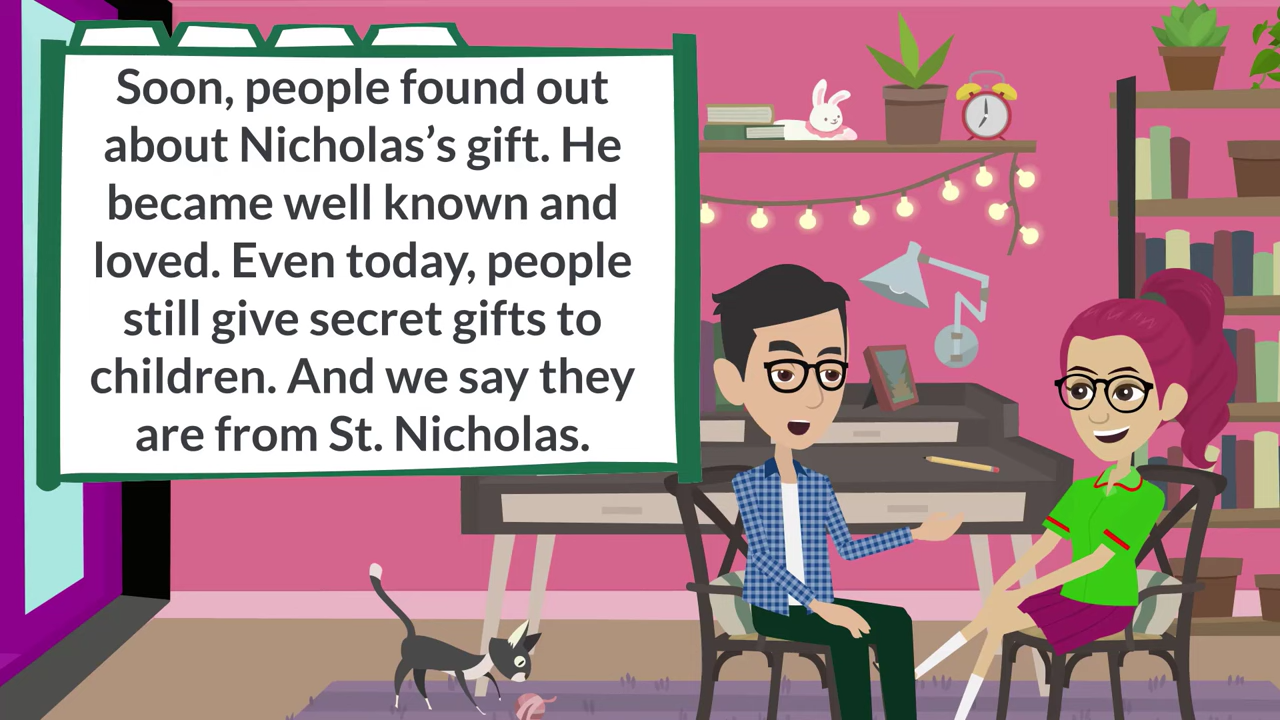 Soon, people found out
about Nicholas’s gift. He
became well known and
loved. Even today, people
still give secret gifts to
children. And we say they
are from St. Nicholas.